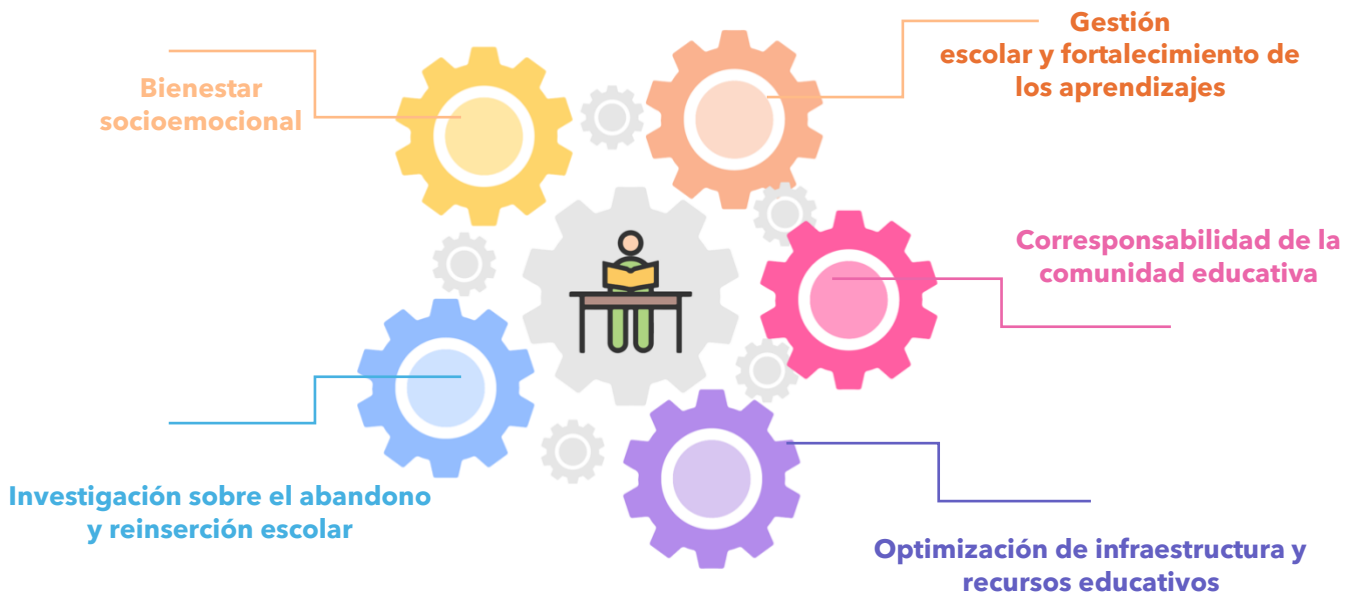 Gestión
escolar y fortalecimiento de
los aprendizajes
Bienestar
socioemocional
Corresponsabilidad de la
comunidad educativa
Investigación sobre el abandono
y reinserción escolar
Optimización de infraestructura y
recursos educativos